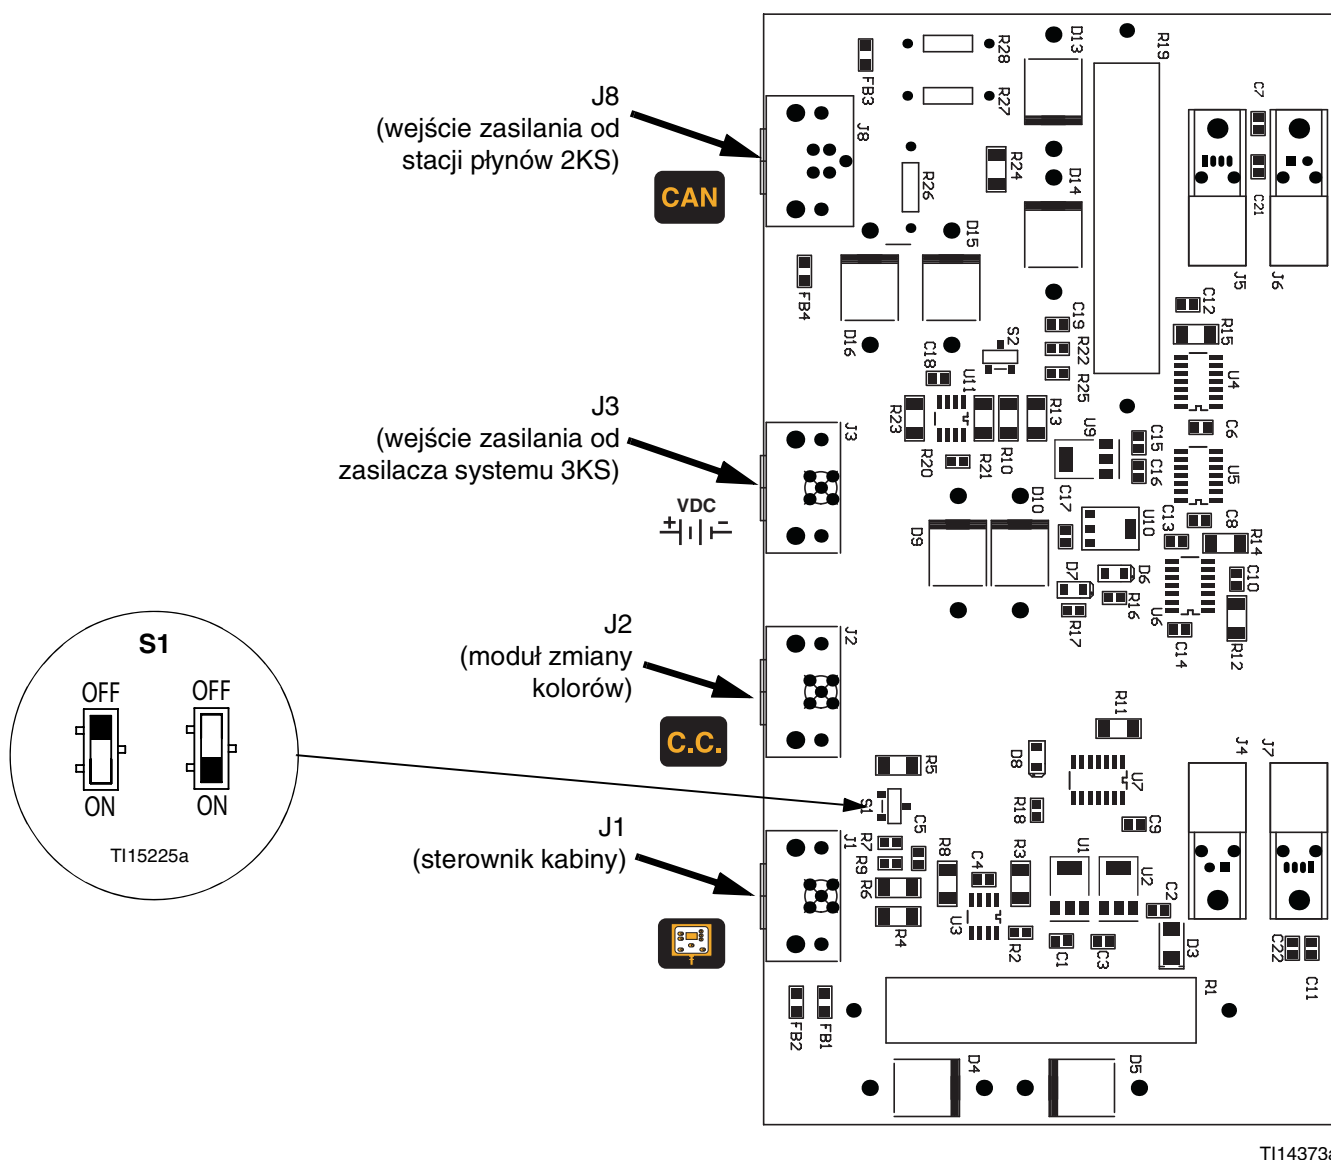 J8
(wejście zasilania od
stacji płynów 2KS)
CAN
J3
(wejście zasilania od
zasilacza systemu 3KS)
VDC
+ −
J2
(moduł zmiany
kolorów)
C.C.
J1
(sterownik kabiny)
S1
OFF OFF
ON ON
TI15225a
R28
D13
R19
FB3
R27
C7
J8
R24
R26
D14
C21
D15
J5
J6
FB4
C12
D16
C19
R15
S2
R22
C18
U11
R25
U4
R23
R13
J3
U9
C15
C6
R20
R21
R10
C16
U5
D10
C17
D9
U10
C13
C8
R14
D7
D6
C10
R16
R17
U6
C14
R12
J2
R11
R5
D8
J4
J7
U7
S1
R18
C9
J1
R7
C5
R9
R8
C4
R3
U1
U2
R6
C2
R4
U3
R2
C1
C3
D3
C22
C11
R1
FB2
FB1
D4
D5
TI14373a